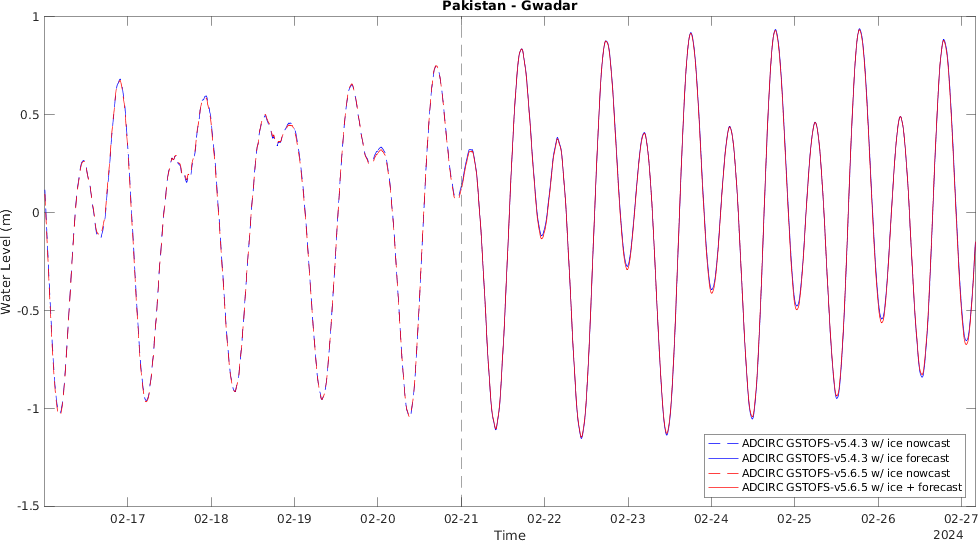 Pakistan - Gwadar
Water Level (m)
1
0.5
0
-0.5
-1
-1.5
ADCIRC GSTOFS-v5.4.3 w/ ice nowcast
ADCIRC GSTOFS-v5.4.3 w/ ice forecast
ADCIRC GSTOFS-v5.6.5 w/ ice nowcast
ADCIRC GSTOFS-v5.6.5 w/ ice + forecast
02-17 02-18 02-19 02-20 02-21 02-22 02-23 02-24 02-25 02-26 02-27
Time
2024